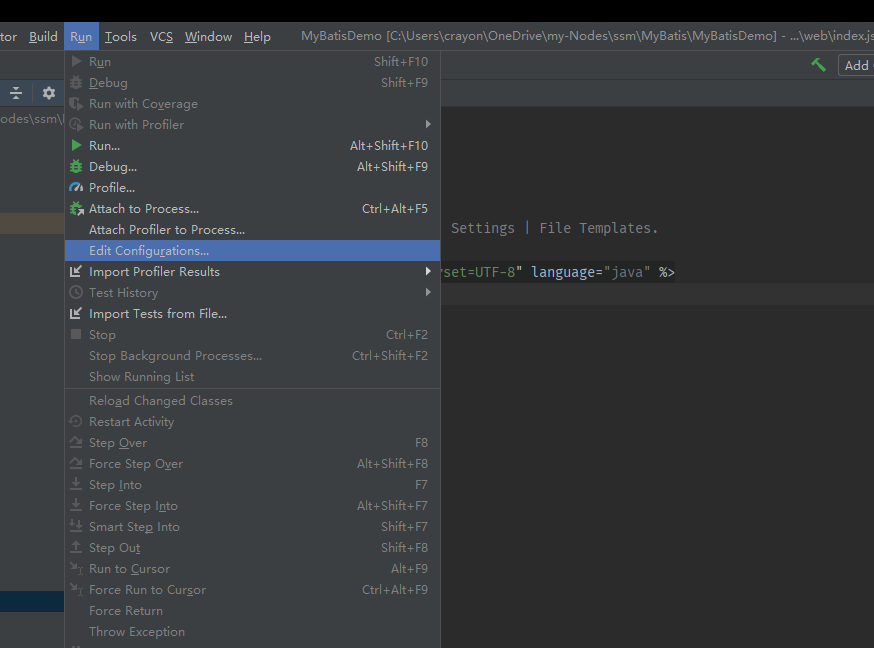 tor Build Run Tools VCS Window Help MyBatisDemo [C:\Users\crayon\OneDrive\my-Nodes\ssm\MyBatis\MyBatisDemo] - ...\web\index.js
Add
Run Shift+F10
Debug Shift+F9
Run with Coverage
odes\ssm\
Run with Profiler
Run... Alt+Shift+F10
Debug... Alt+Shift+F9
Profile...
Attach to Process... Ctrl+Alt+F5
Attach Profiler to Process...
Settings | File Templates.
Edit Configurations...
Import Profiler Results
set=UTF-8" language="java" %>
Test History
Import Tests from File...
Stop Ctrl+F2
Stop Background Processes... Ctrl+Shift+F2
Show Running List
Reload Changed Classes
Restart Activity
Step Over F8
Force Step Over Alt+Shift+F8
Step Into F7
Force Step Into Alt+Shift+F7
Smart Step Into Shift+F7
Step Out Shift+F8
Run to Cursor Alt+F9
Force Run to Cursor Ctrl+Alt+F9
Force Return
Throw Exception